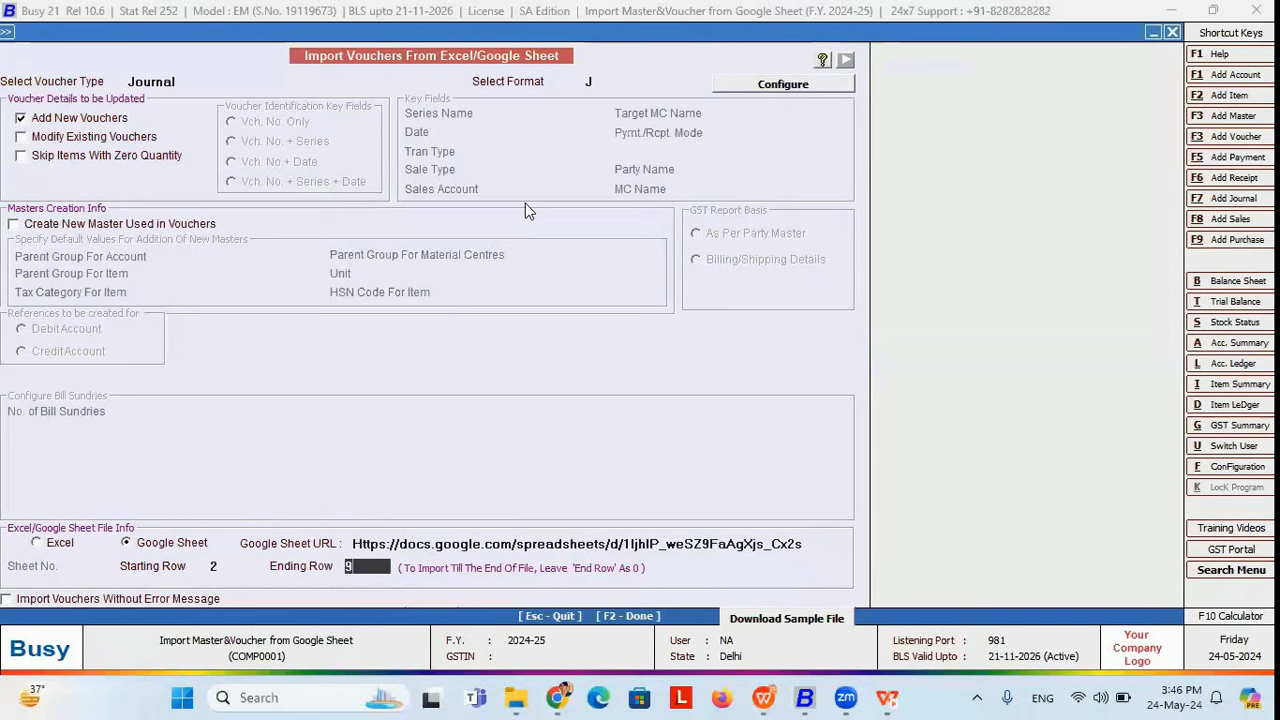 Busy 21 Rel 10.6 | Stat Rel 252 | Model : EM (S.No. 19119673) | BLS upto 21-11-2026 | License | SA Edition | Import Master&Voucher from Google Sheet (F.Y. 2024-25) | 24x7 Support : +91-8282828282
>>
Shortcut Keys
Import Vouchers From Excel/Google Sheet
?
Select Voucher Type Journal
Select Format J
Configure
Voucher Details to be Updated
Add New Vouchers
Modify Existing Vouchers
Skip Items With Zero Quantity
Voucher Identification Key Fields
Vch. No. Only
Vch. No. + Series
Vch. No.+ Date
Vch. No. + Series + Date
Key Fields
Series Name
Target MC Name
Date
Pymt./Rcpt. Mode
Tran Type
Sale Type
Party Name
Sales Account
MC Name
Masters Creation Info
Create New Master Used in Vouchers
Specify Default Values For Addition Of New Masters
Parent Group For Account
Parent Group For Material Centres
Parent Group For Item
Unit
Tax Category For Item
HSN Code For Item
GST Report Basis
As Per Party Master
Billing/Shipping Details
References to be created for
Debit Account
Credit Account
Configure Bill Sundries
No. of Bill Sundries
Excel/Google Sheet File Info
Excel
Google Sheet
Google Sheet URL : Https://docs.google.com/spreadsheets/d/1IjhIP_weSZ9FaAgXjs_Cx2s
Sheet No.
Starting Row 2
Ending Row 9
( To Import Till The End Of File, Leave 'End Row' As 0 )
Import Vouchers Without Error Message
[ Esc - Quit ] [ F2 - Done ]
Download Sample File
F1 Help
F1 Add Account
F2 Add Item
F3 Add Master
F3 Add Voucher
F5 Add Payment
F6 Add Receipt
F7 Add Journal
F8 Add Sales
F9 Add Purchase
B Balance Sheet
T Trial Balance
S Stock Status
A Acc. Summary
L Acc. Ledger
I Item Summary
D Item LeDger
G GST Summary
U Switch User
F ConFiguration
K LocK Program
Training Videos
GST Portal
Search Menu
F10 Calculator
Busy
Import Master&Voucher from Google Sheet
(COMP0001)
F.Y. : 2024-25
GSTIN :
User : NA
State : Delhi
Listening Port : 981
BLS Valid Upto : 21-11-2026 (Active)
Your
Company
Logo
Friday
24-05-2024
37°
Search
ENG
3:46 PM
24-May-24